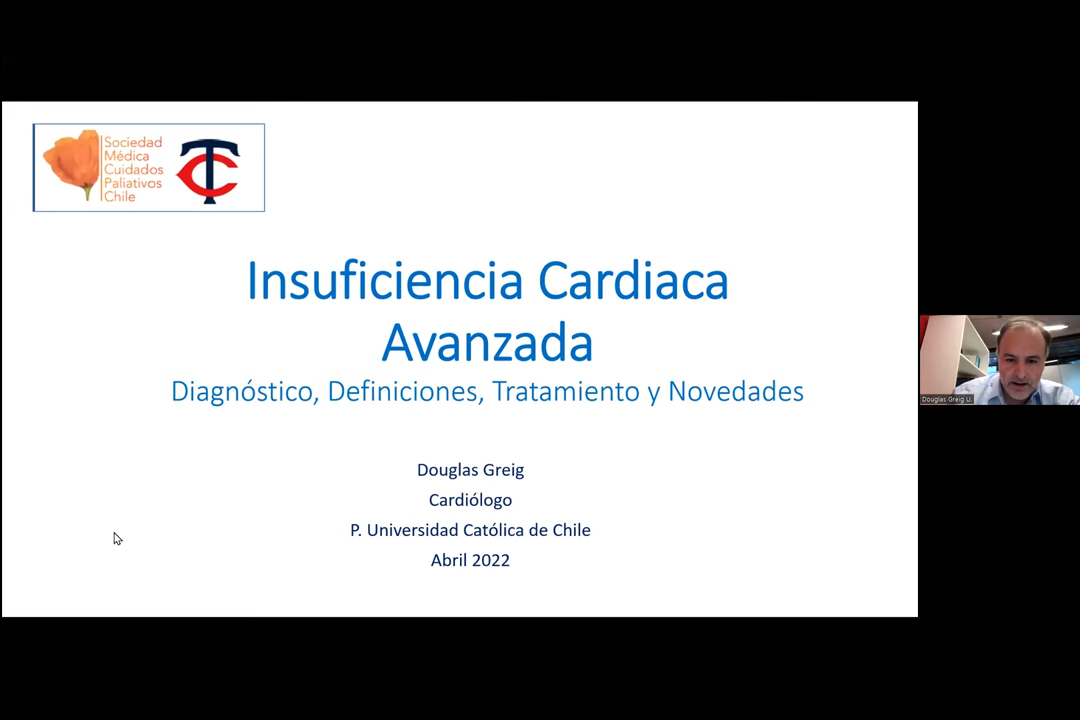 Sociedad
Médica
Cuidados
Paliativos
Chile
TC
Insuficiencia Cardiaca
Avanzada
Diagnóstico, Definiciones, Tratamiento y Novedades
Douglas Greig
Cardiólogo
P. Universidad Católica de Chile
Abril 2022
Douglas Greig U.